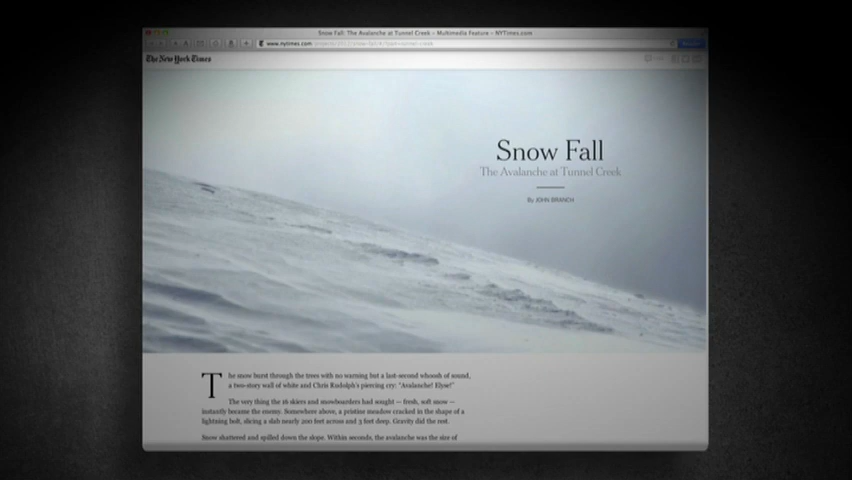 Snow Fall: The Avalanche at Tunnel Creek - Multimedia Feature - NYTimes.com
www.nytimes.com
The New York Times
Snow Fall
The Avalanche at Tunnel Creek
By JOHN BRANCH
The snow burst through the trees with no warning but a last-second whoosh of sound,
a two-story wall of white and Chris Rudolph's piercing cry: "Avalanche! Elyse!"
The very thing the 16 skiers and snowboarders had sought — fresh, soft snow —
instantly became the enemy. Somewhere above, a pristine meadow cracked in the shape of a
lightning bolt, slicing a slab nearly 200 feet across and 3 feet deep. Gravity did the rest.
Snow shattered and spilled down the slope. Within seconds, the avalanche was the size of